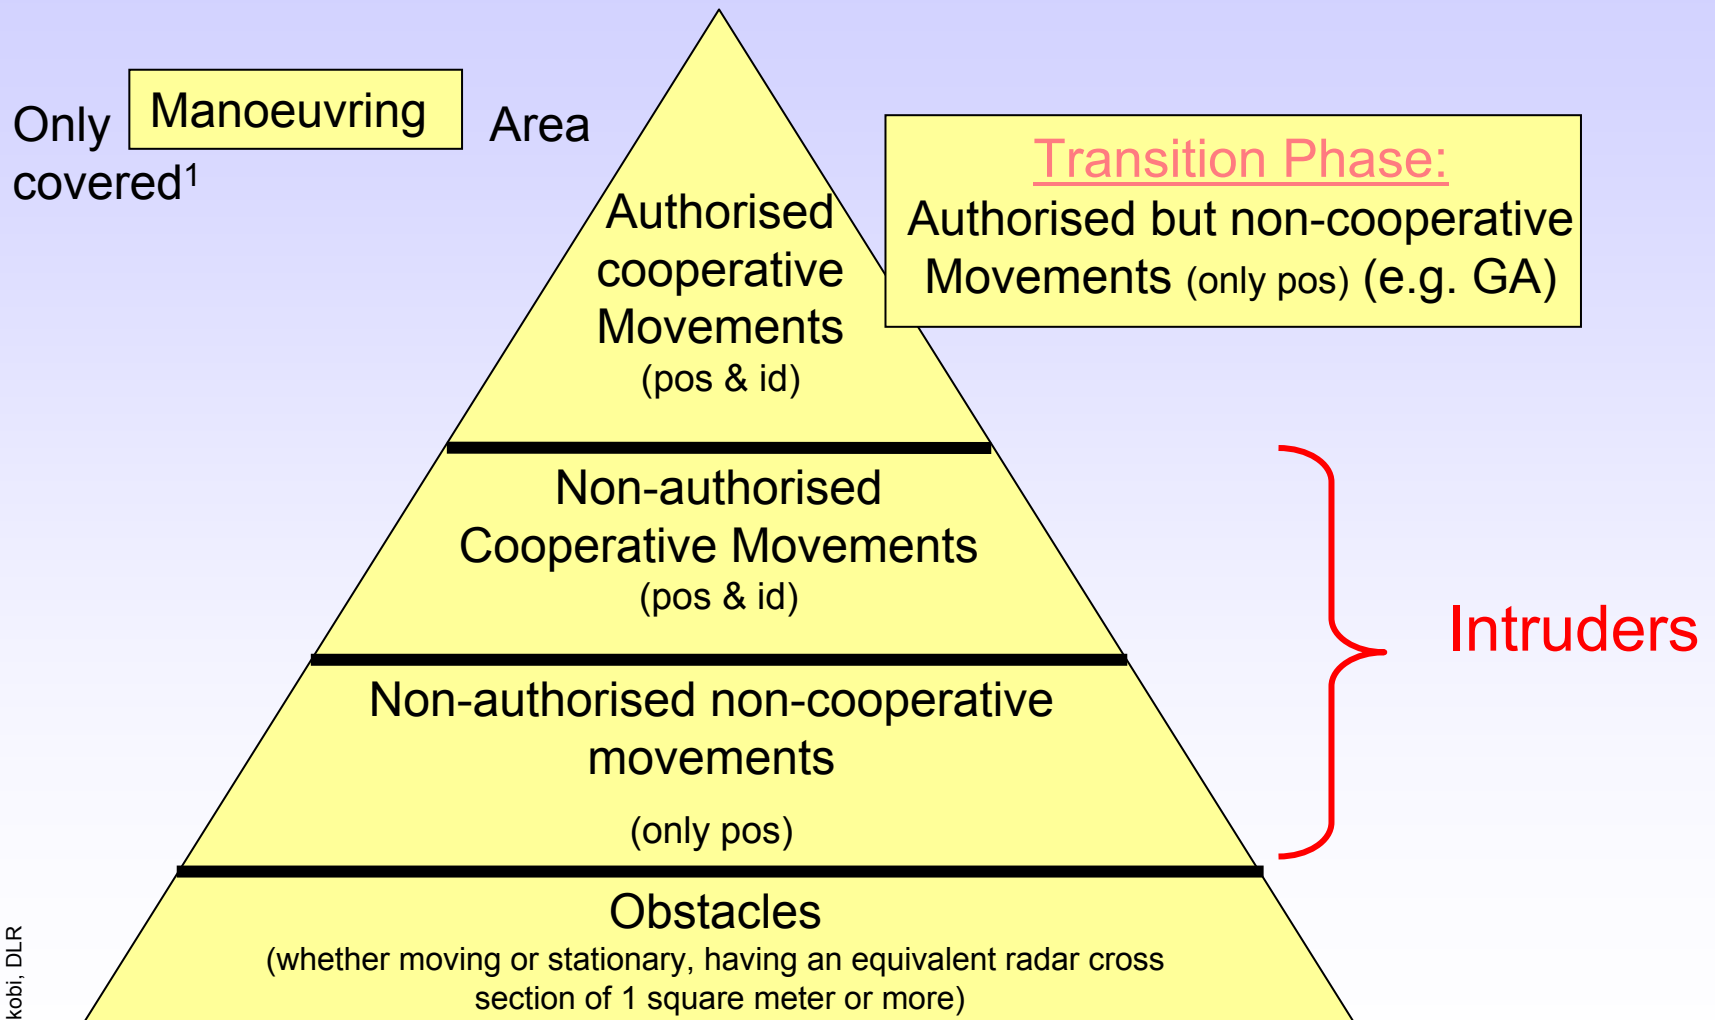 Only Manoeuvring Area
covered¹
Transition Phase:
Authorised but non-cooperative
Movements (only pos) (e.g. GA)
Authorised
cooperative
Movements
(pos & id)
Non-authorised
Cooperative Movements
(pos & id)
Intruders
Non-authorised non-cooperative
movements
(only pos)
Obstacles
(whether moving or stationary, having an equivalent radar cross
section of 1 square meter or more)
kobi, DLR